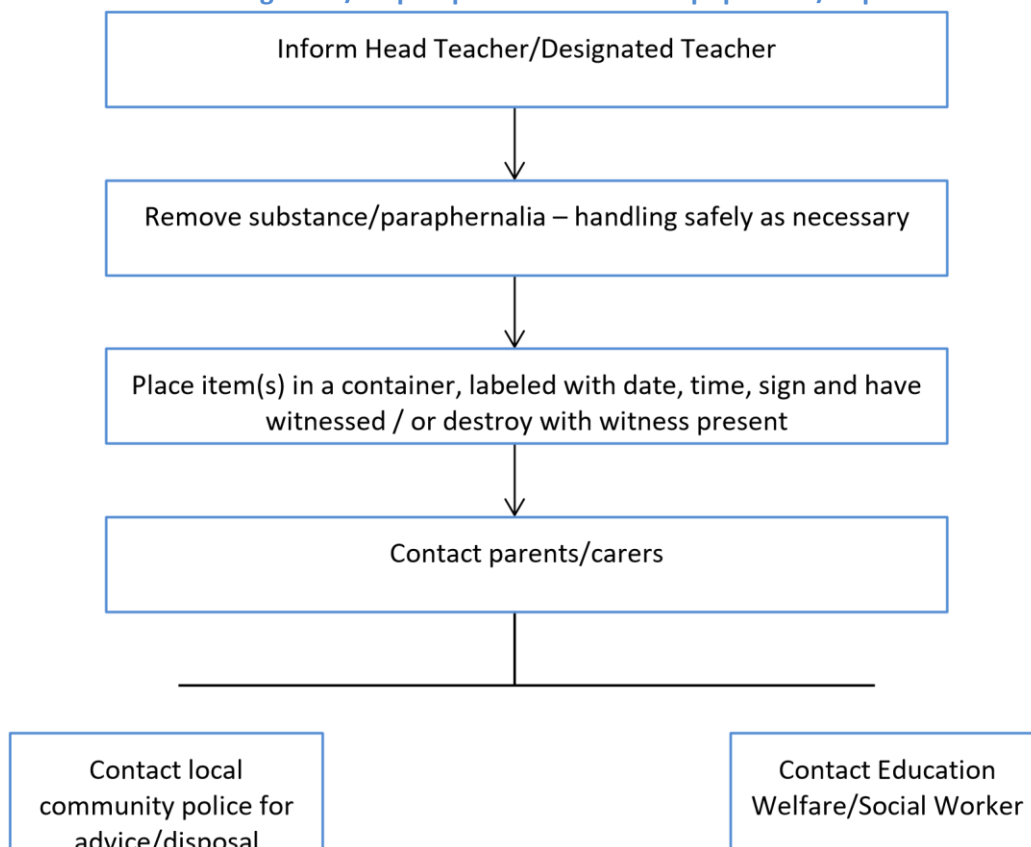 Inform Head Teacher/Designated Teacher
Remove substance/paraphernalia – handling safely as necessary
Place item(s) in a container, labeled with date, time, sign and have
witnessed / or destroy with witness present
Contact parents/carers
Contact local
community police for
advice/disposal
Contact Education
Welfare/Social Worker